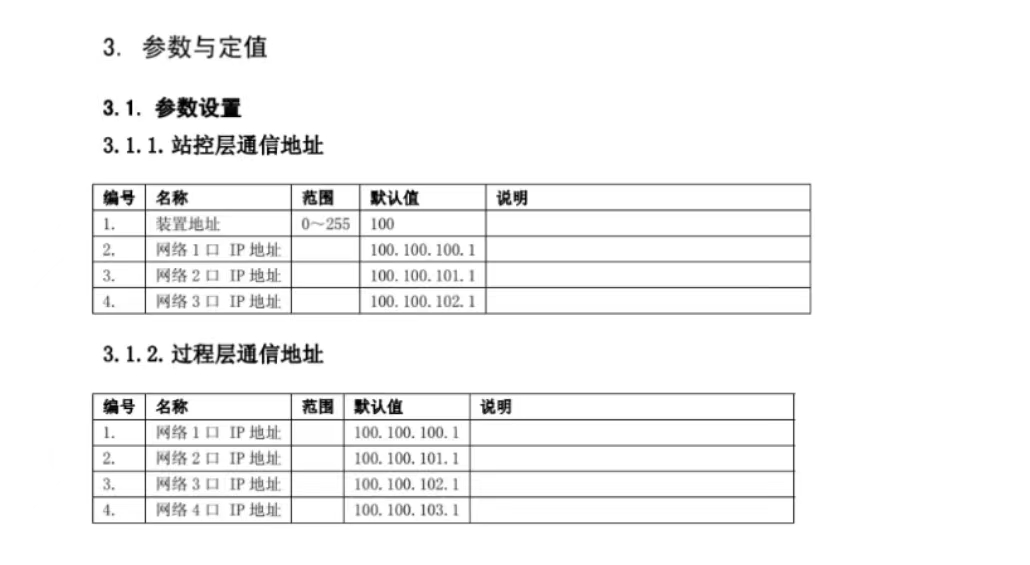 3. 参数与定值
3.1. 参数设置
3.1.1. 站控层通信地址
编号 名称 范围 默认值 说明
1. 装置地址 0～255 100
2. 网络 1 口 IP 地址 100.100.100.1
3. 网络 2 口 IP 地址 100.100.101.1
4. 网络 3 口 IP 地址 100.100.102.1
3.1.2. 过程层通信地址
编号 名称 范围 默认值 说明
1. 网络 1 口 IP 地址 100.100.100.1
2. 网络 2 口 IP 地址 100.100.101.1
3. 网络 3 口 IP 地址 100.100.102.1
4. 网络 4 口 IP 地址 100.100.103.1